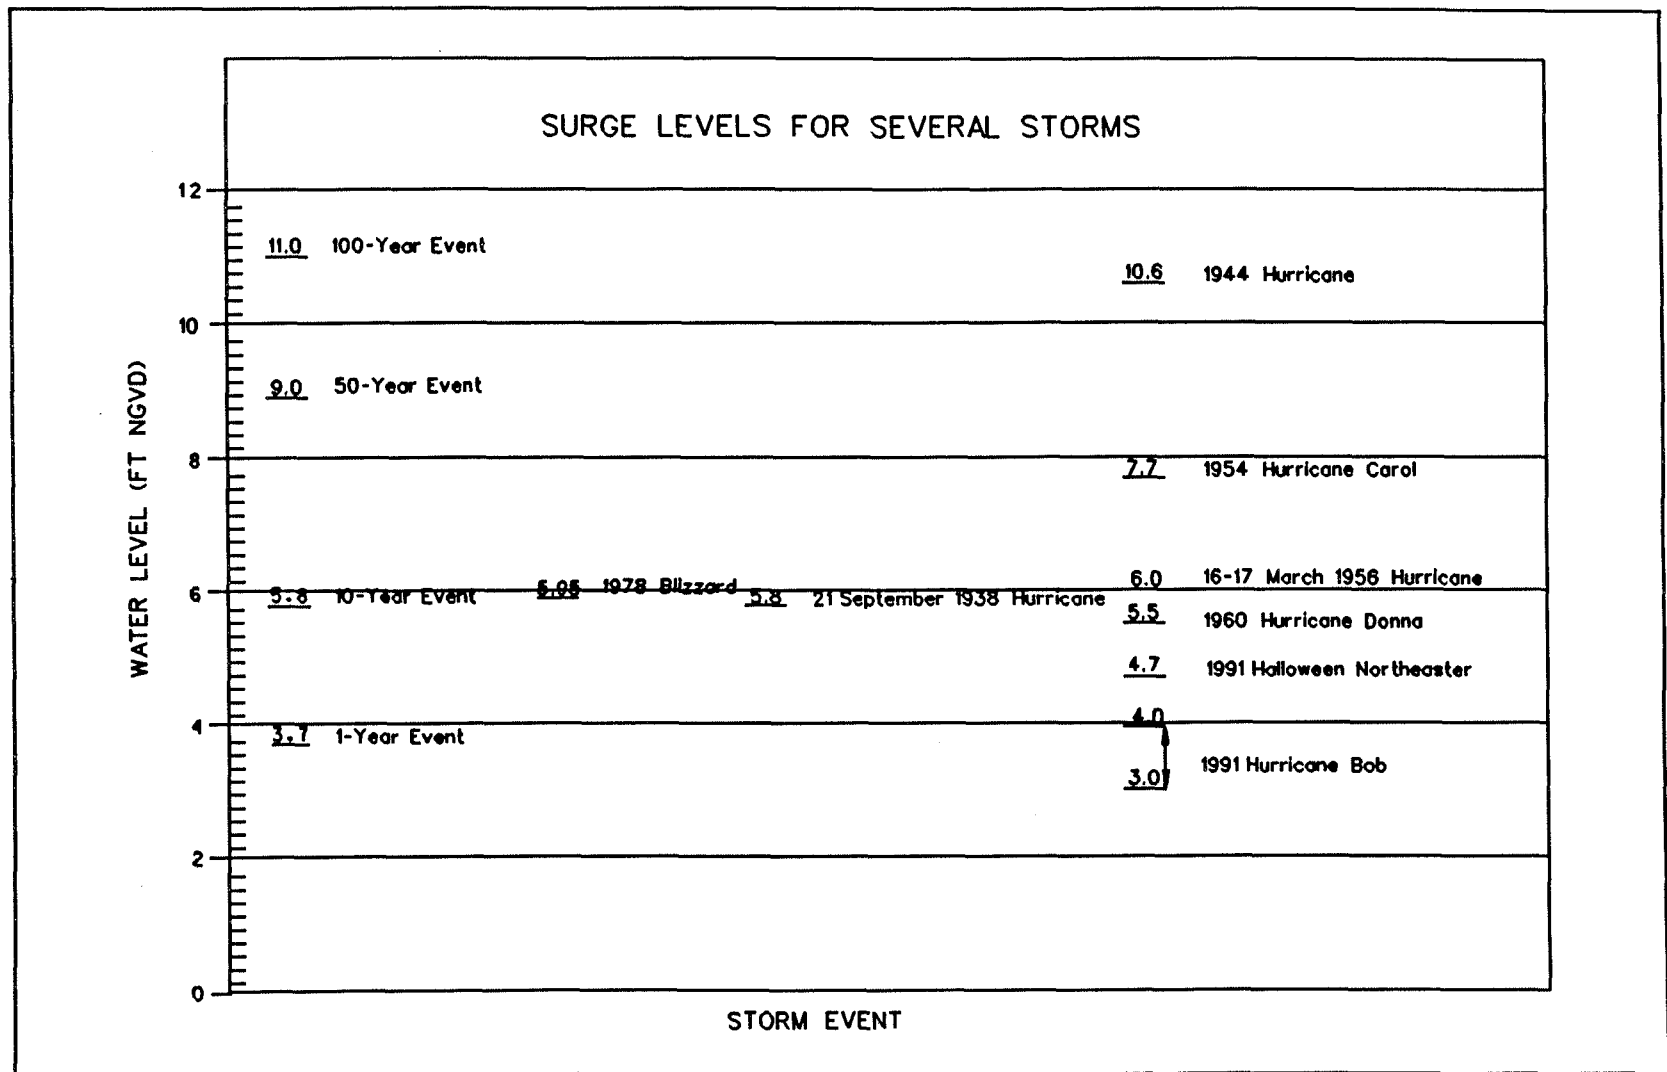 SURGE LEVELS FOR SEVERAL STORMS
WATER LEVEL (FT NGVD)
12
11.0 100-Year Event
10.6 1944 Hurricane
10
9.0 50-Year Event
8
7.7 1954 Hurricane Carol
6.0 16-17 March 1956 Hurricane
6
5.8 10-Year Event
1978 Blizzard
5.8 21 September 1938 Hurricane
5.5 1960 Hurricane Donna
4.7 1991 Halloween Northeaster
4.0
4
3.7 1-Year Event
1991 Hurricane Bob
3.0
2
0
STORM EVENT